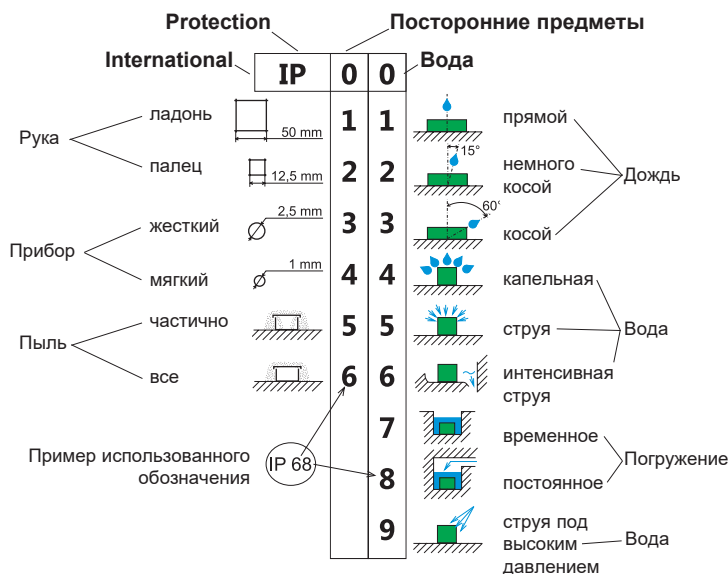 Protection
Посторонние предметы
International
IP 0 0
Вода
Рука
ладонь
50 mm
1 1
прямой
палец
12,5 mm
2 2
15°
немного
косой
Дождь
Прибор
жесткий
2,5 mm
3 3
60°
косой
мягкий
1 mm
4 4
капельная
Пыль
частично
5 5
струя
Вода
все
6 6
интенсивная
струя
7
временное
Пример использованного
обозначения
IP 68
8
постоянное
Погружение
9
струя под
высоким
давлением
Вода